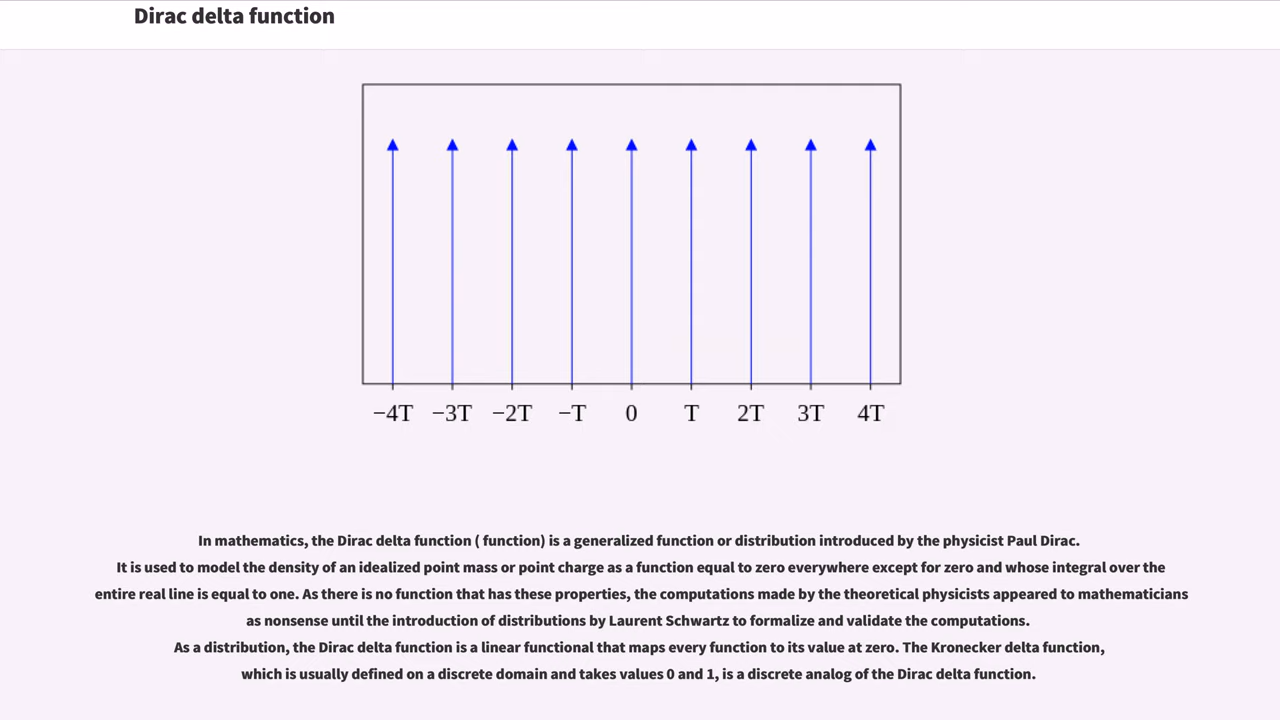 Dirac delta function
−4T −3T −2T −T 0 T 2T 3T 4T
In mathematics, the Dirac delta function ( function) is a generalized function or distribution introduced by the physicist Paul Dirac.
It is used to model the density of an idealized point mass or point charge as a function equal to zero everywhere except for zero and whose integral over the
entire real line is equal to one. As there is no function that has these properties, the computations made by the theoretical physicists appeared to mathematicians
as nonsense until the introduction of distributions by Laurent Schwartz to formalize and validate the computations.
As a distribution, the Dirac delta function is a linear functional that maps every function to its value at zero. The Kronecker delta function,
which is usually defined on a discrete domain and takes values 0 and 1, is a discrete analog of the Dirac delta function.